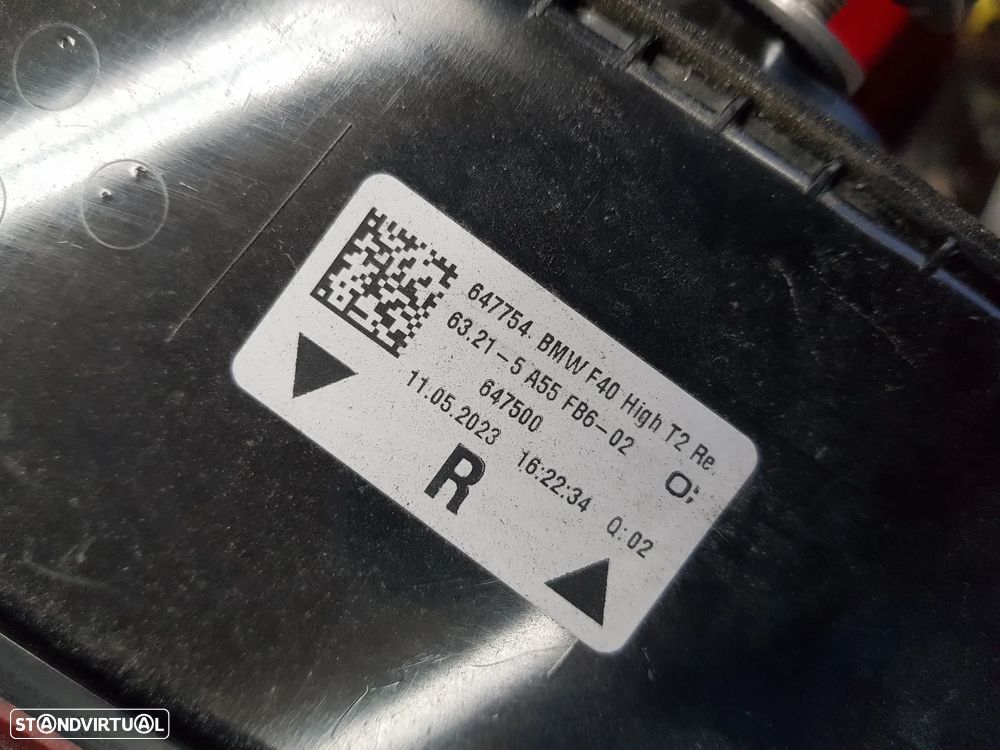 647754 BMW F40 High T2 Re.
63.21-5 A55 FB6-02
647500
11.05.2023 16:22:34 Q:02
R
STANDVIRTUAL